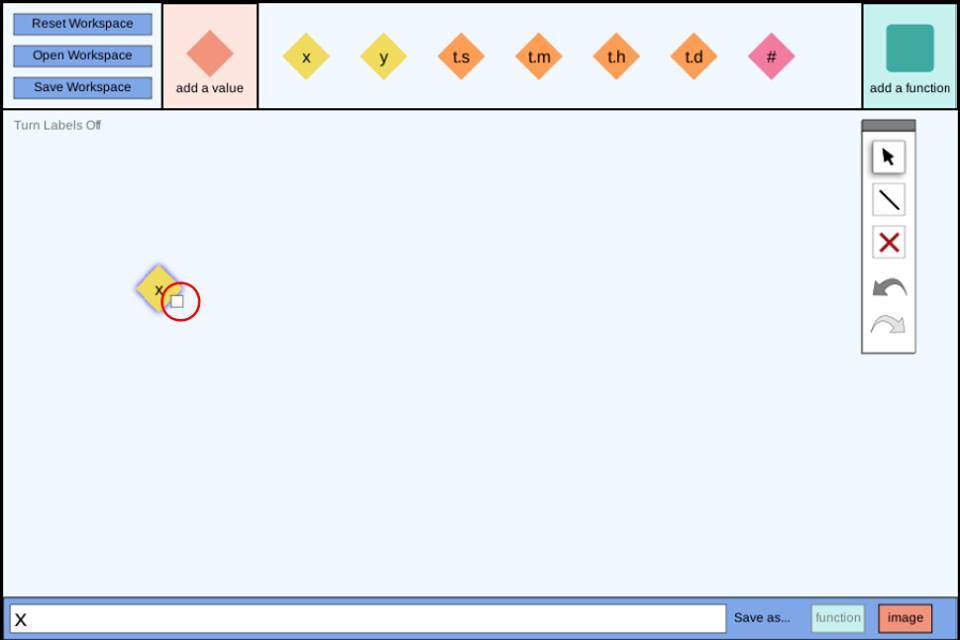 Reset Workspace
Open Workspace
Save Workspace
add a value
x
y
t.s
t.m
t.h
t.d
#
add a function
Turn Labels Off
x
x
Save as...
function
image